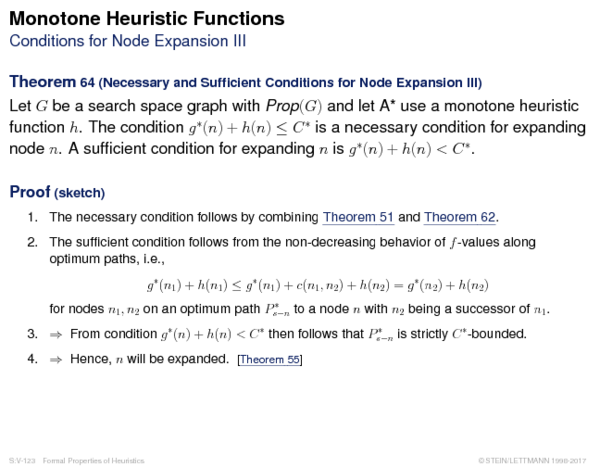 Monotone Heuristic Functions
Conditions for Node Expansion III
Theorem 64 (Necessary and Sufficient Conditions for Node Expansion III)
Let G be a search space graph with Prop(G) and let A* use a monotone heuristic
function h. The condition g*(n) + h(n) ≤ C* is a necessary condition for expanding
node n. A sufficient condition for expanding n is g*(n) + h(n) < C*.
Proof (sketch)
1. The necessary condition follows by combining Theorem 51 and Theorem 62.
2. The sufficient condition follows from the non-decreasing behavior of f-values along
optimum paths, i.e.,
g*(n₁) + h(n₁) ≤ g*(n₁) + c(n₁, n₂) + h(n₂) = g*(n₂) + h(n₂)
for nodes n₁, n₂ on an optimum path P*ₛ₋ₙ to a node n with n₂ being a successor of n₁.
3. ⇒ From condition g*(n) + h(n) < C* then follows that P*ₛ₋ₙ is strictly C*-bounded.
4. ⇒ Hence, n will be expanded. [Theorem 55]
S:V-123 Formal Properties of Heuristics
© STEIN/LETTMANN 1998-2017